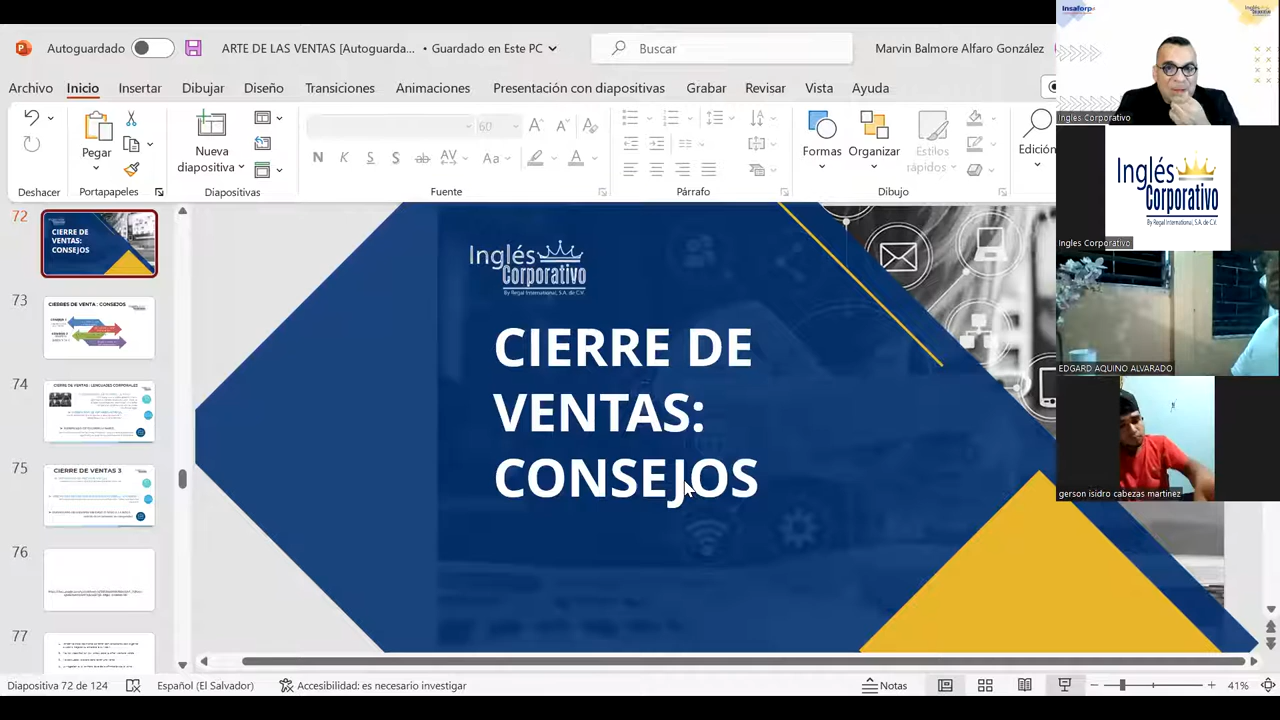 Autoguardado
ARTE DE LAS VENTAS [Autoguarda... • Guardado en Este PC
Buscar
Marvin Balmore Alfaro González
Archivo
Inicio
Insertar
Dibujar
Diseño
Transiciones
Animaciones
Presentación con diapositivas
Grabar
Revisar
Vista
Ayuda
Pegar
Nueva diapositiva
60
N K S S ab AV Aa A
Formas
Organizar
Estilos rápidos
Edición
Deshacer
Portapapeles
Diapositivas
Fuente
Párrafo
Dibujo
72
CIERRE DE
VENTAS:
CONSEJOS
73
CIERRES DE VENTA : CONSEJOS
74
CIERRE DE VENTAS: LENGUAJES CORPORALES
75
CIERRE DE VENTAS 3
76
77
Inglés
Corporativo
By Regal International, S.A. de C.V.
CIERRE DE
VENTAS:
CONSEJOS
Insaforp
Ingles Corporativo
Inglés
Corporativo
By Regal International, S.A. de C.V.
Ingles Corporativo
EDGARD AQUINO ALVARADO
gerson isidro cabezas martinez
Diapositiva 72 de 124
Español (El Salvador)
Accesibilidad: es necesario investigar
Notas
41%